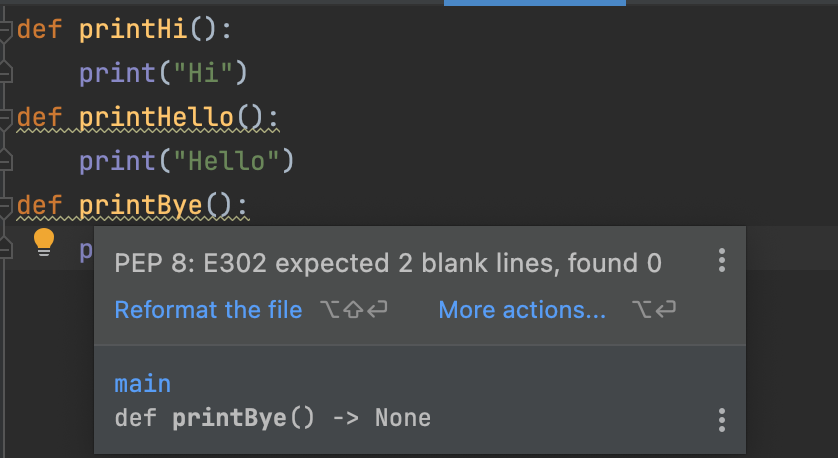 def printHi():
    print("Hi")
def printHello():
    print("Hello")
def printBye():
    p
PEP 8: E302 expected 2 blank lines, found 0
Reformat the file ⌥⇧⏎ More actions... ⌥⏎
main
def printBye() -> None